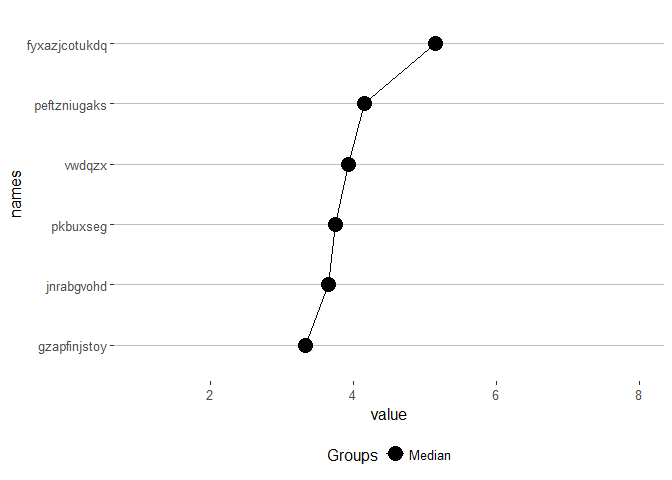 fyxazjcotukdq
peftzniugaks
vwdqzx
pkbuxseg
jnrabgvohd
gzapfinjstoy
names
2 4 6 8
value
Groups Median